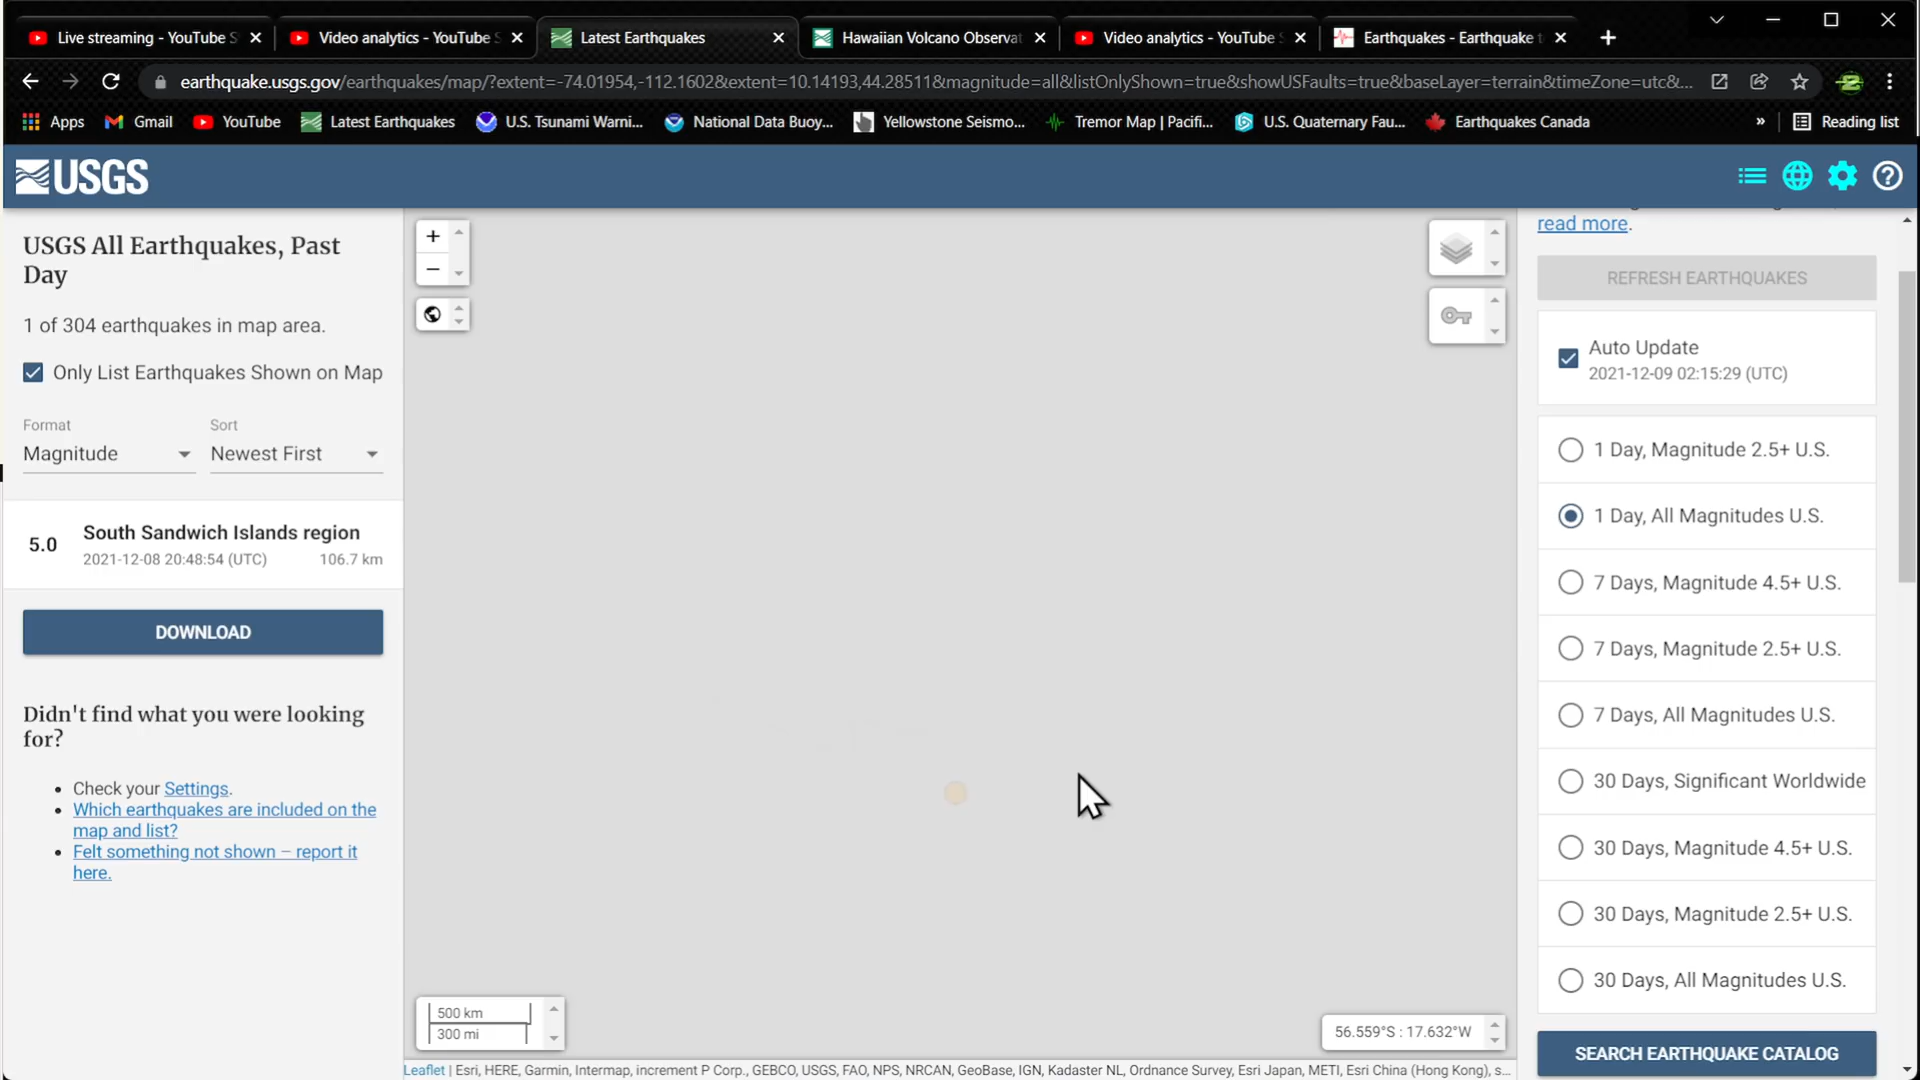 Live streaming - YouTube S
Video analytics - YouTube S
Latest Earthquakes
Hawaiian Volcano Observat
Video analytics - YouTube S
Earthquakes - Earthquake t
earthquake.usgs.gov/earthquakes/map/?extent=-74.01954,-112.1602&extent=10.14193,44.28511&magnitude=all&listOnlyShown=true&showUSFaults=true&baseLayer=terrain&timeZone=utc&...
Apps
Gmail
YouTube
Latest Earthquakes
U.S. Tsunami Warni...
National Data Buoy...
Yellowstone Seismo...
Tremor Map | Pacifi...
U.S. Quaternary Fau...
Earthquakes Canada
»
Reading list
USGS
USGS All Earthquakes, Past
Day
1 of 304 earthquakes in map area.
Only List Earthquakes Shown on Map
Format
Sort
Magnitude
Newest First
5.0
South Sandwich Islands region
2021-12-08 20:48:54 (UTC)
106.7 km
DOWNLOAD
Didn't find what you were looking
for?
• Check your Settings.
• Which earthquakes are included on the
map and list?
• Felt something not shown – report it
here.
+
−
500 km
300 mi
56.559°S : 17.632°W
Leaflet | Esri, HERE, Garmin, Intermap, increment P Corp., GEBCO, USGS, FAO, NPS, NRCAN, GeoBase, IGN, Kadaster NL, Ordnance Survey, Esri Japan, METI, Esri China (Hong Kong), s...
read more.
REFRESH EARTHQUAKES
Auto Update
2021-12-09 02:15:29 (UTC)
1 Day, Magnitude 2.5+ U.S.
1 Day, All Magnitudes U.S.
7 Days, Magnitude 4.5+ U.S.
7 Days, Magnitude 2.5+ U.S.
7 Days, All Magnitudes U.S.
30 Days, Significant Worldwide
30 Days, Magnitude 4.5+ U.S.
30 Days, Magnitude 2.5+ U.S.
30 Days, All Magnitudes U.S.
SEARCH EARTHQUAKE CATALOG